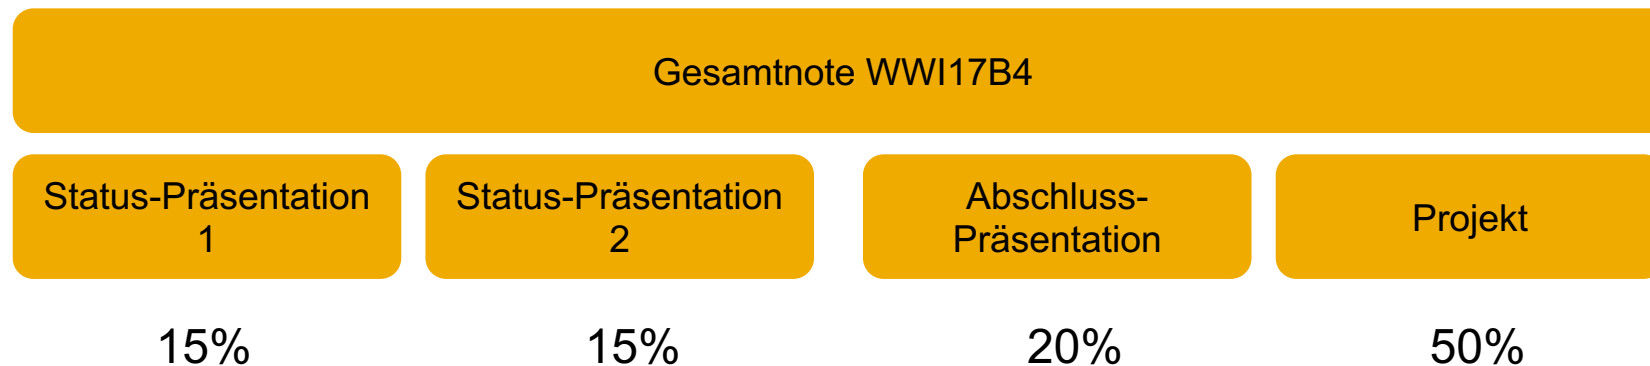 Gesamtnote WWI17B4
Status-Präsentation
1
Status-Präsentation
2
Abschluss-
Präsentation
Projekt
15%
15%
20%
50%